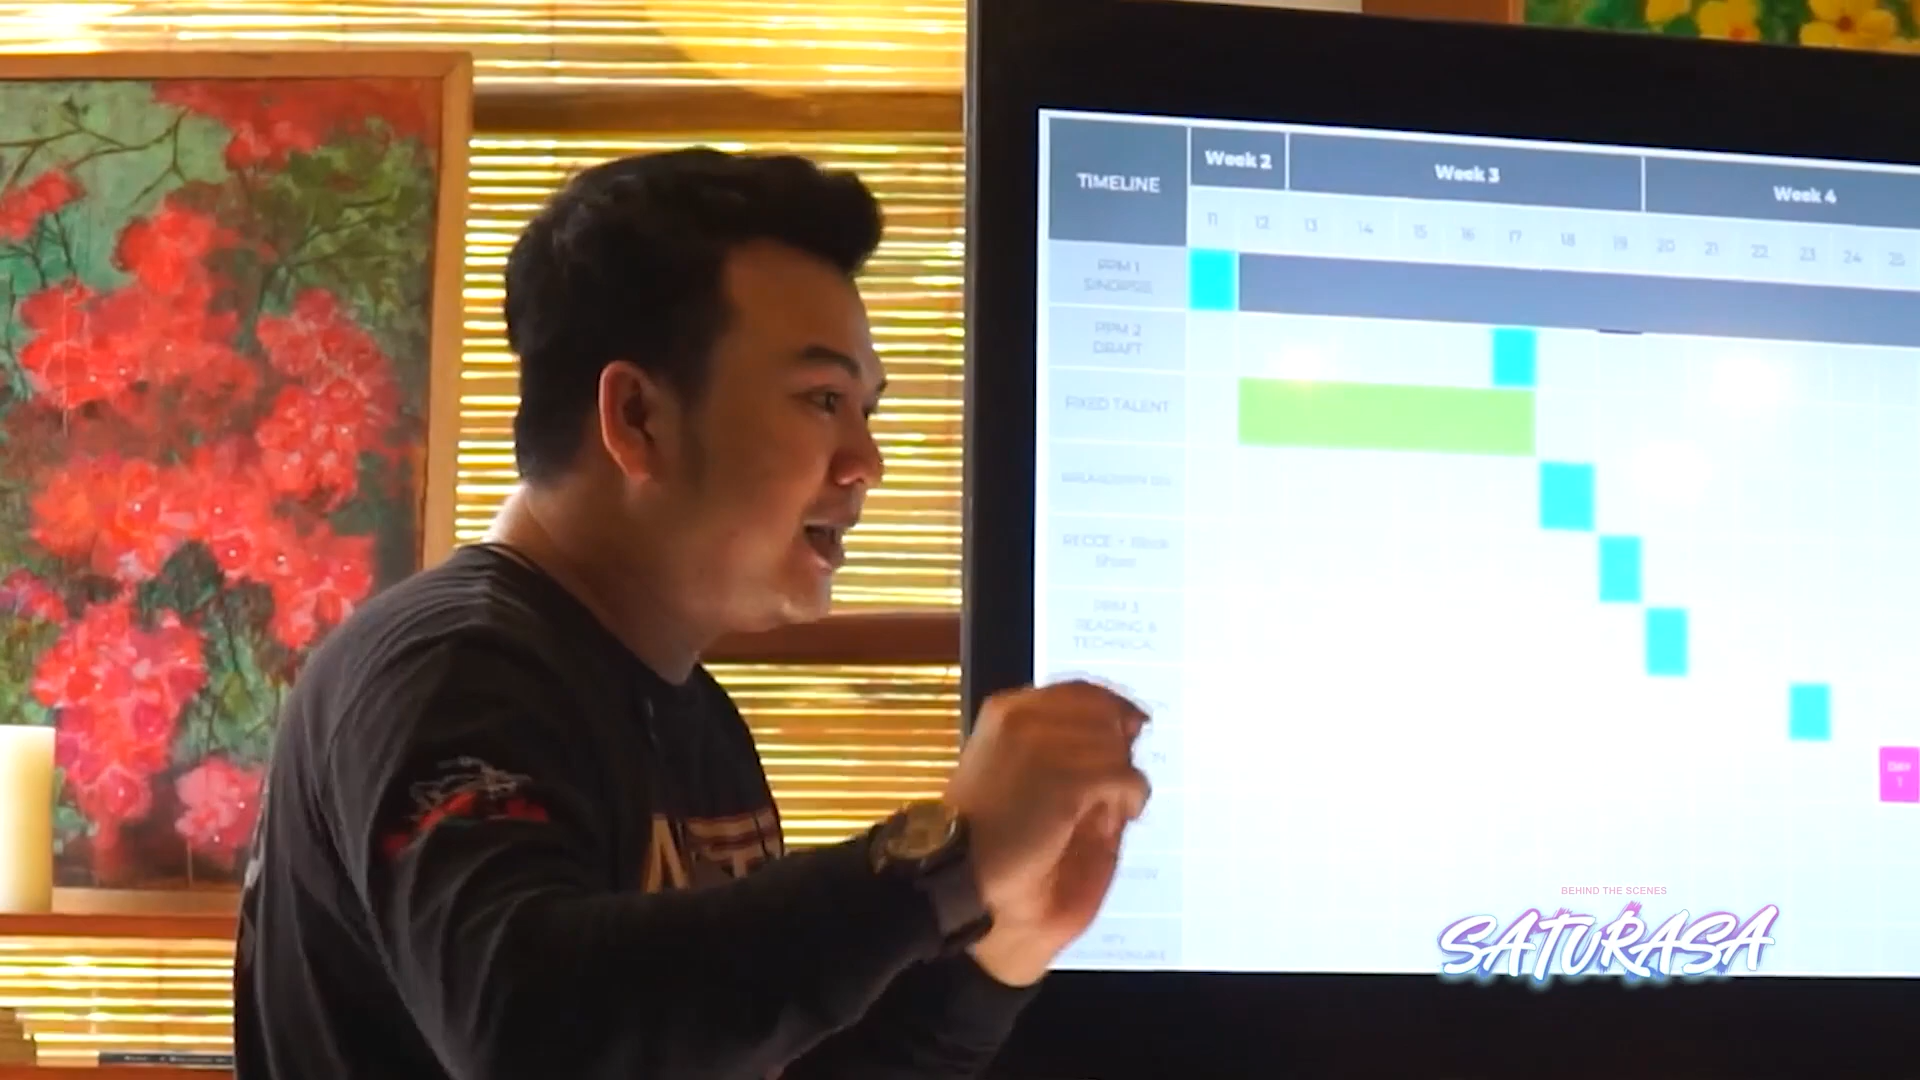 TIMELINE
Week 2
Week 3
Week 4
11 12 13 14 15 16 17 18 19 20 21 22 23 24 25
PPM 1
SINOPSIS
PPM 2
DRAFT
FIXED TALENT
RECCE +
PPM 3
READING &
TECHNICAL
DAY
1
BEHIND THE SCENES
SATURASA